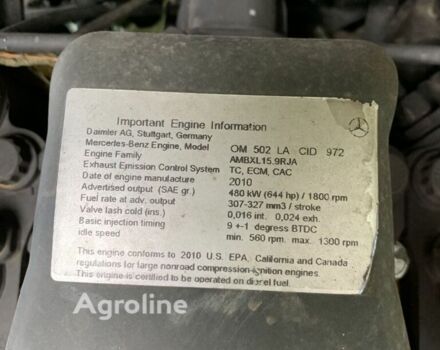 Important Engine Information
Daimler AG, Stuttgart, Germany
Mercerles-Benz Engine, Model OM 502 LA CID 972
Engine Family AMBXL15.9RJA
Exhaust Emission Control System TC, ECM, CAC
Date of engine manufacture 2010
Advertised output (SAE gr.) 480 kW (644 hp) / 1800 rpm
Fuel rate at adv. output 307-327 mm3 / stroke
Valve lash cold (ins.) 0,016 int. 0,024 exh.
Basic injection timing 9 +-1 degress BTDC
idle speed min. 560 rpm. max. 1300 rpm
This engine conforms to 2010 U.S. EPA, California and Canada
regulations for large nonroad compression-ignition engines.
This engine is certified to be operated on diesel fuel.
Agroline